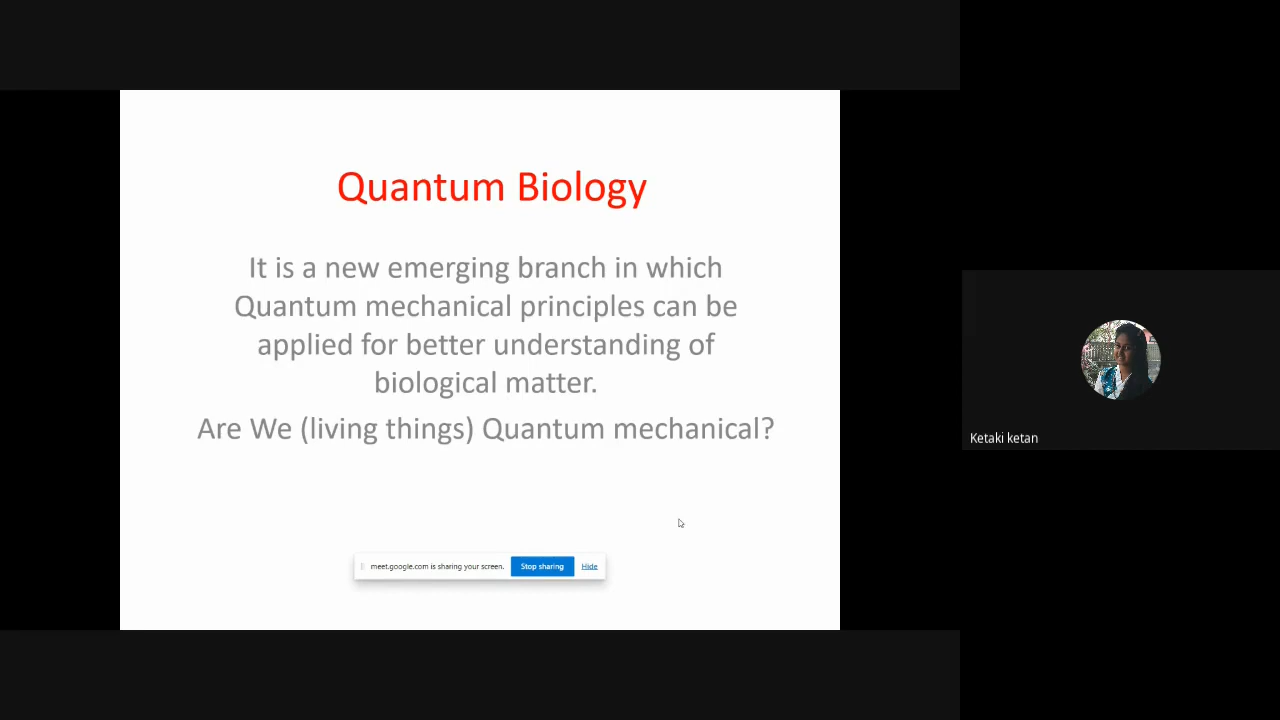 Quantum Biology
It is a new emerging branch in which
Quantum mechanical principles can be
applied for better understanding of
biological matter.
Are We (living things) Quantum mechanical?
meet.google.com is sharing your screen. Stop sharing Hide
Ketaki ketan